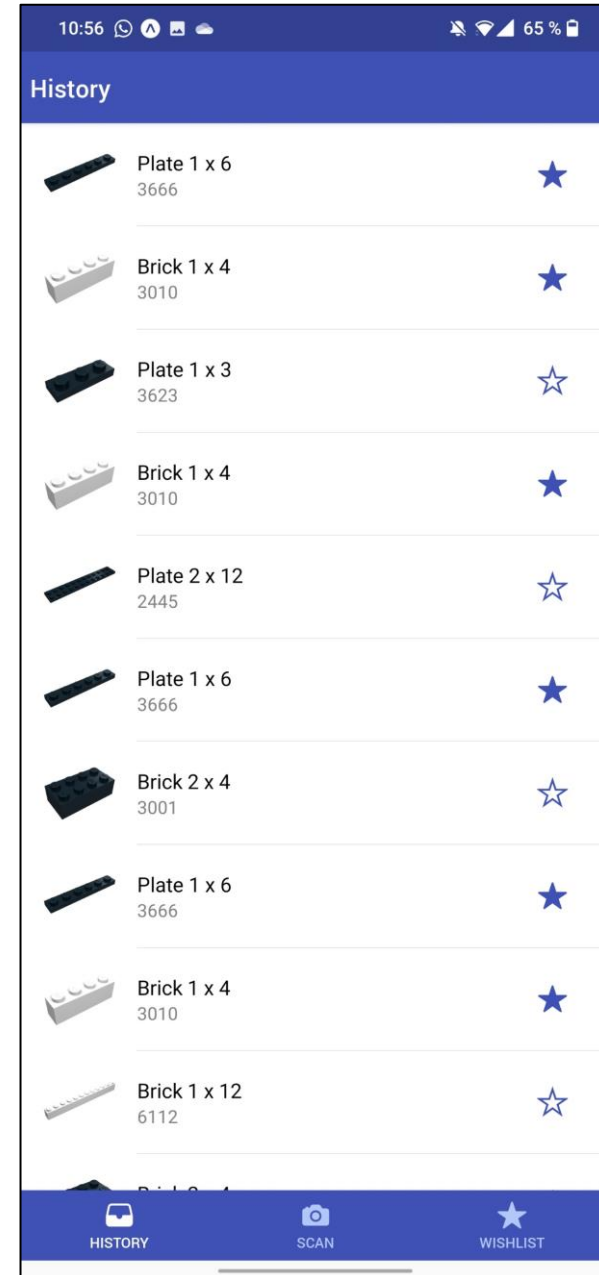 10:56
65 %
History
Plate 1 x 6
3666
Brick 1 x 4
3010
Plate 1 x 3
3623
Brick 1 x 4
3010
Plate 2 x 12
2445
Plate 1 x 6
3666
Brick 2 x 4
3001
Plate 1 x 6
3666
Brick 1 x 4
3010
Brick 1 x 12
6112
HISTORY
SCAN
WISHLIST